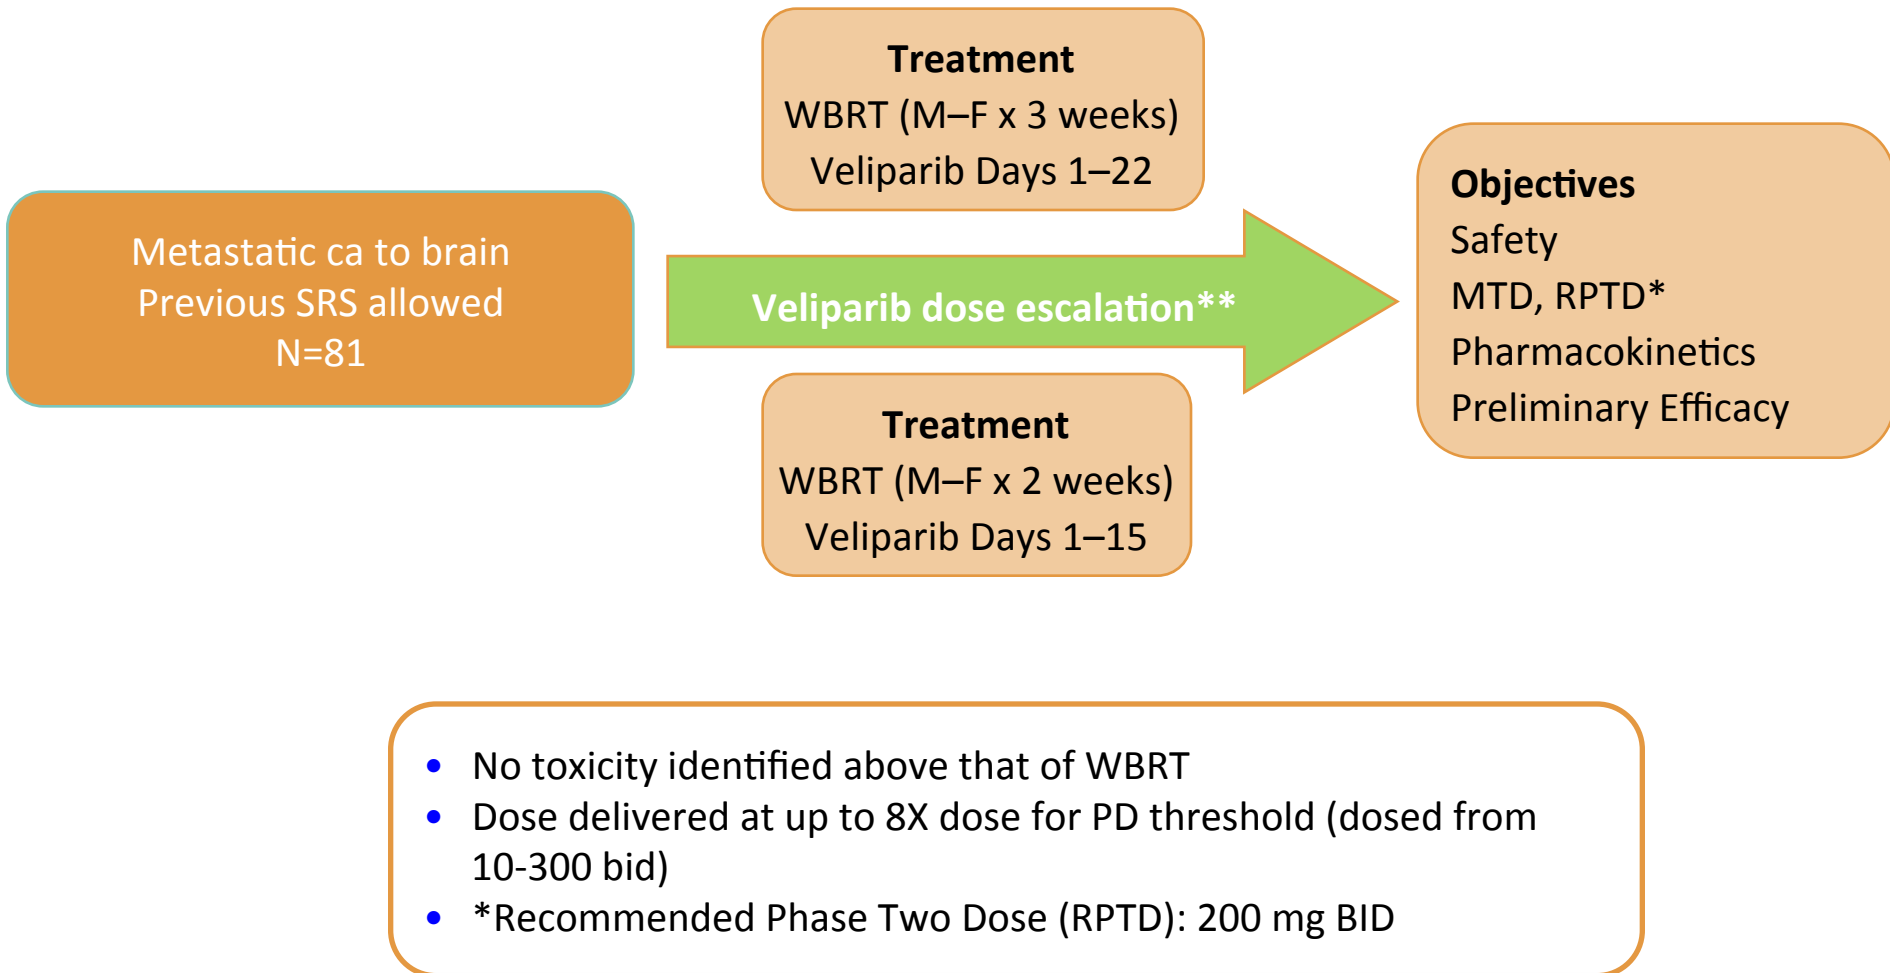 Treatment
WBRT (M–F x 3 weeks)
Veliparib Days 1–22
Metastatic ca to brain
Previous SRS allowed
N=81
Veliparib dose escalation**
Objectives
Safety
MTD, RPTD*
Pharmacokinetics
Preliminary Efficacy
Treatment
WBRT (M–F x 2 weeks)
Veliparib Days 1–15
• No toxicity identified above that of WBRT
• Dose delivered at up to 8X dose for PD threshold (dosed from
10-300 bid)
• *Recommended Phase Two Dose (RPTD): 200 mg BID